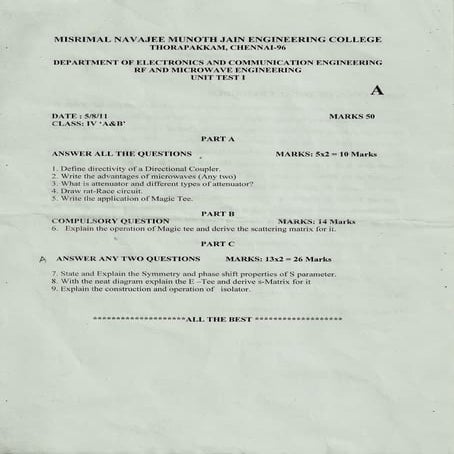 MISRIMAL NAVAJEE MUNOTH JAIN ENGINEERING COLLEGE
THORAPAKKAM, CHENNAI-96
DEPARTMENT OF ELECTRONICS AND COMMUNICATION ENGINEERING
RF AND MICROWAVE ENGINEERING
UNIT TEST I
A
DATE : 5/8/11 MARKS 50
CLASS: IV 'A&B'
PART A
ANSWER ALL THE QUESTIONS MARKS: 5x2 = 10 Marks
1. Define directivity of a Directional Coupler.
2. Write the advantages of microwaves (Any two)
3. What is attenuator and different types of attenuator?
4. Draw rat-Race circuit.
5. Write the application of Magic Tee.
PART B
COMPULSORY QUESTION MARKS: 14 Marks
6. Explain the operation of Magic tee and derive the scattering matrix for it.
PART C
A ANSWER ANY TWO QUESTIONS MARKS: 13x2 = 26 Marks
7. State and Explain the Symmetry and phase shift properties of S parameter.
8. With the neat diagram explain the E –Tee and derive s-Matrix for it
9. Explain the construction and operation of isolator.
********************ALL THE BEST *******************